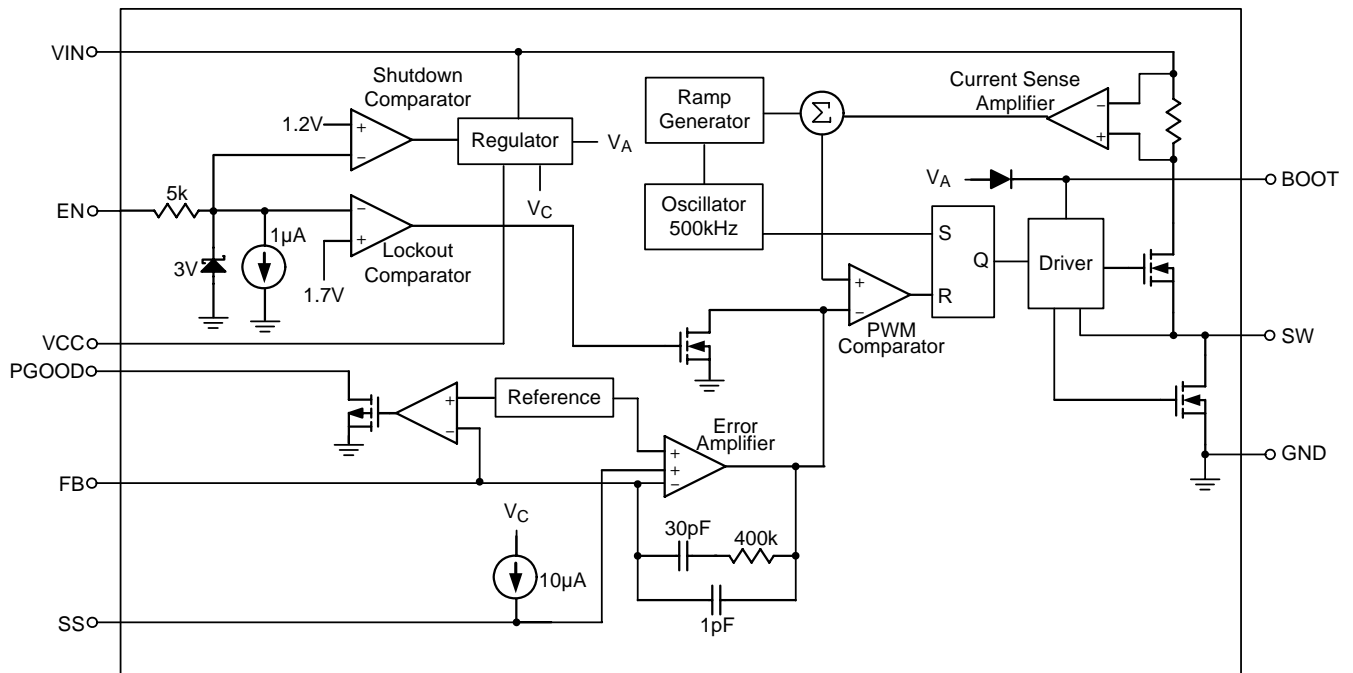 VIN
Shutdown
Comparator
1.2V
+
−
Regulator
V_A
V_C
Ramp
Generator
Σ
Current Sense
Amplifier
−
+
V_A
BOOT
EN
5k
3V
1µA
−
+
1.7V
Lockout
Comparator
Oscillator
500kHz
S
Q
R
Driver
+
−
PWM
Comparator
VCC
SW
PGOOD
+
−
Reference
Error
Amplifier
+
+
−
GND
FB
V_C
10µA
30pF
400k
1pF
SS